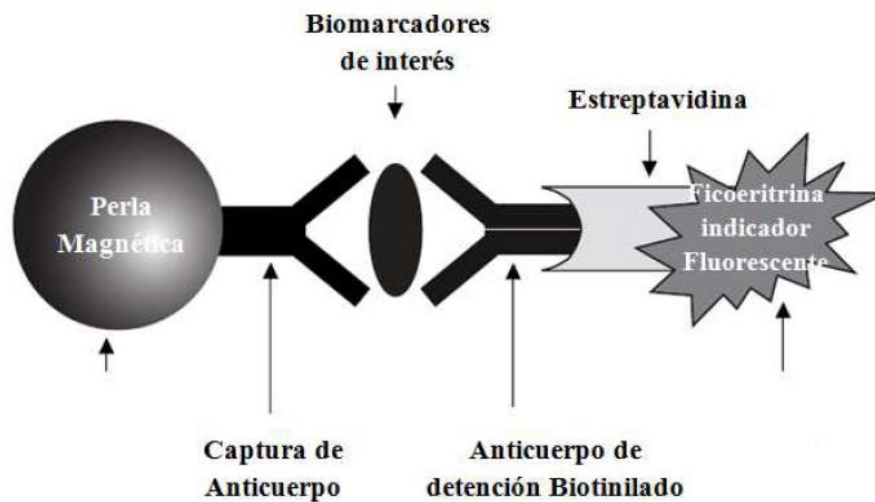 Biomarcadores
de interés
Estreptavidina
Perla
Magnética
Ficoeritrina
indicador
Fluorescente
Captura de
Anticuerpo
Anticuerpo de
detención Biotinilado